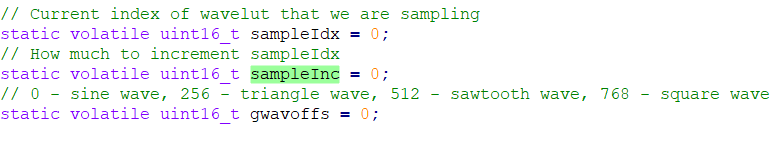 // Current index of wavelut that we are sampling
static volatile uint16_t sampleIdx = 0;
// How much to increment sampleIdx
static volatile uint16_t sampleInc = 0;
// 0 - sine wave, 256 - triangle wave, 512 - sawtooth wave, 768 - square wave
static volatile uint16_t gwavoffs = 0;